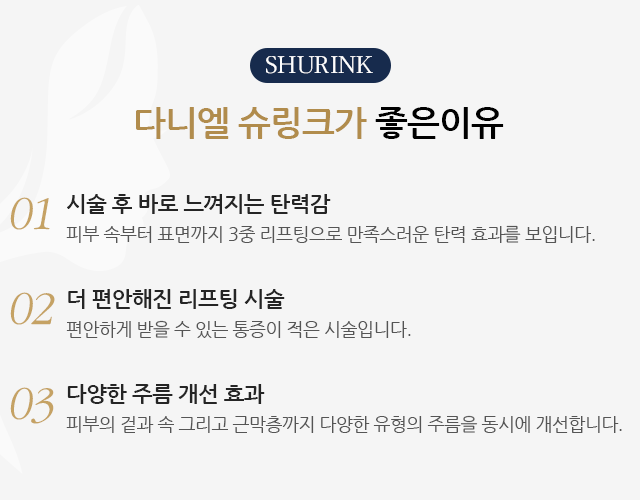 SHURINK
다니엘 슈링크가 좋은이유
01
시술 후 바로 느껴지는 탄력감
피부 속부터 표면까지 3중 리프팅으로 만족스러운 탄력 효과를 보입니다.
02
더 편안해진 리프팅 시술
편안하게 받을 수 있는 통증이 적은 시술입니다.
03
다양한 주름 개선 효과
피부의 겉과 속 그리고 근막층까지 다양한 유형의 주름을 동시에 개선합니다.